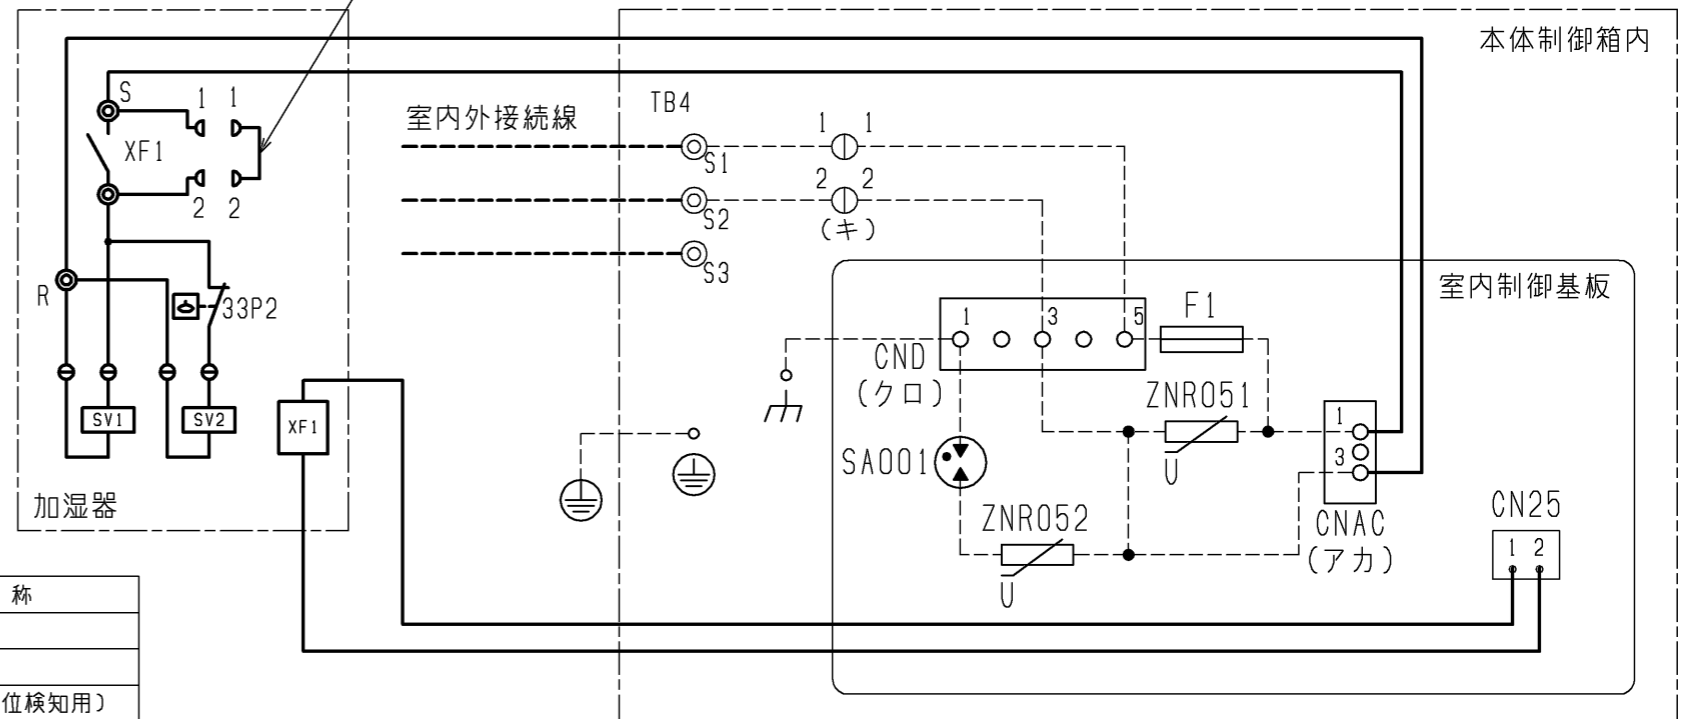 本体制御箱内
S
1 1
XF1
2 2
R
33P2
SV1
SV2
XF1
加湿器
室内外接続線
TB4
S1
S2
S3
1 1
2 2
(キ)
室内制御基板
1 3 5
F1
CND
(クロ)
ZNR051
U
SA001
ZNR052
U
1
3
CNAC
(アカ)
CN25
1 2
称
位検知用)